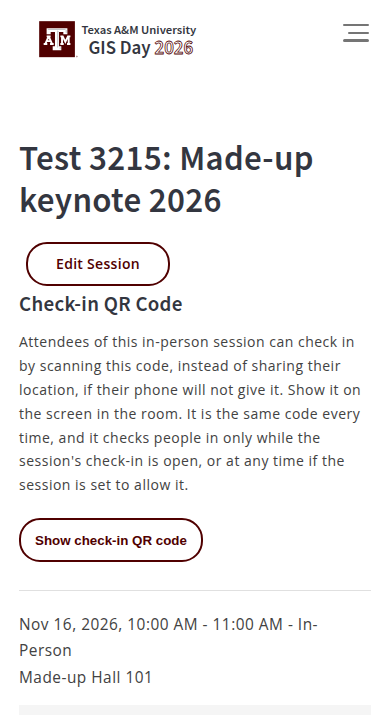 Texas A&M University
GIS Day 2026
Test 3215: Made-up
keynote 2026
Edit Session
Check-in QR Code
Attendees of this in-person session can check in
by scanning this code, instead of sharing their
location, if their phone will not give it. Show it on
the screen in the room. It is the same code every
time, and it checks people in only while the
session's check-in is open, or at any time if the
session is set to allow it.
Show check-in QR code
Nov 16, 2026, 10:00 AM - 11:00 AM - In-
Person
Made-up Hall 101